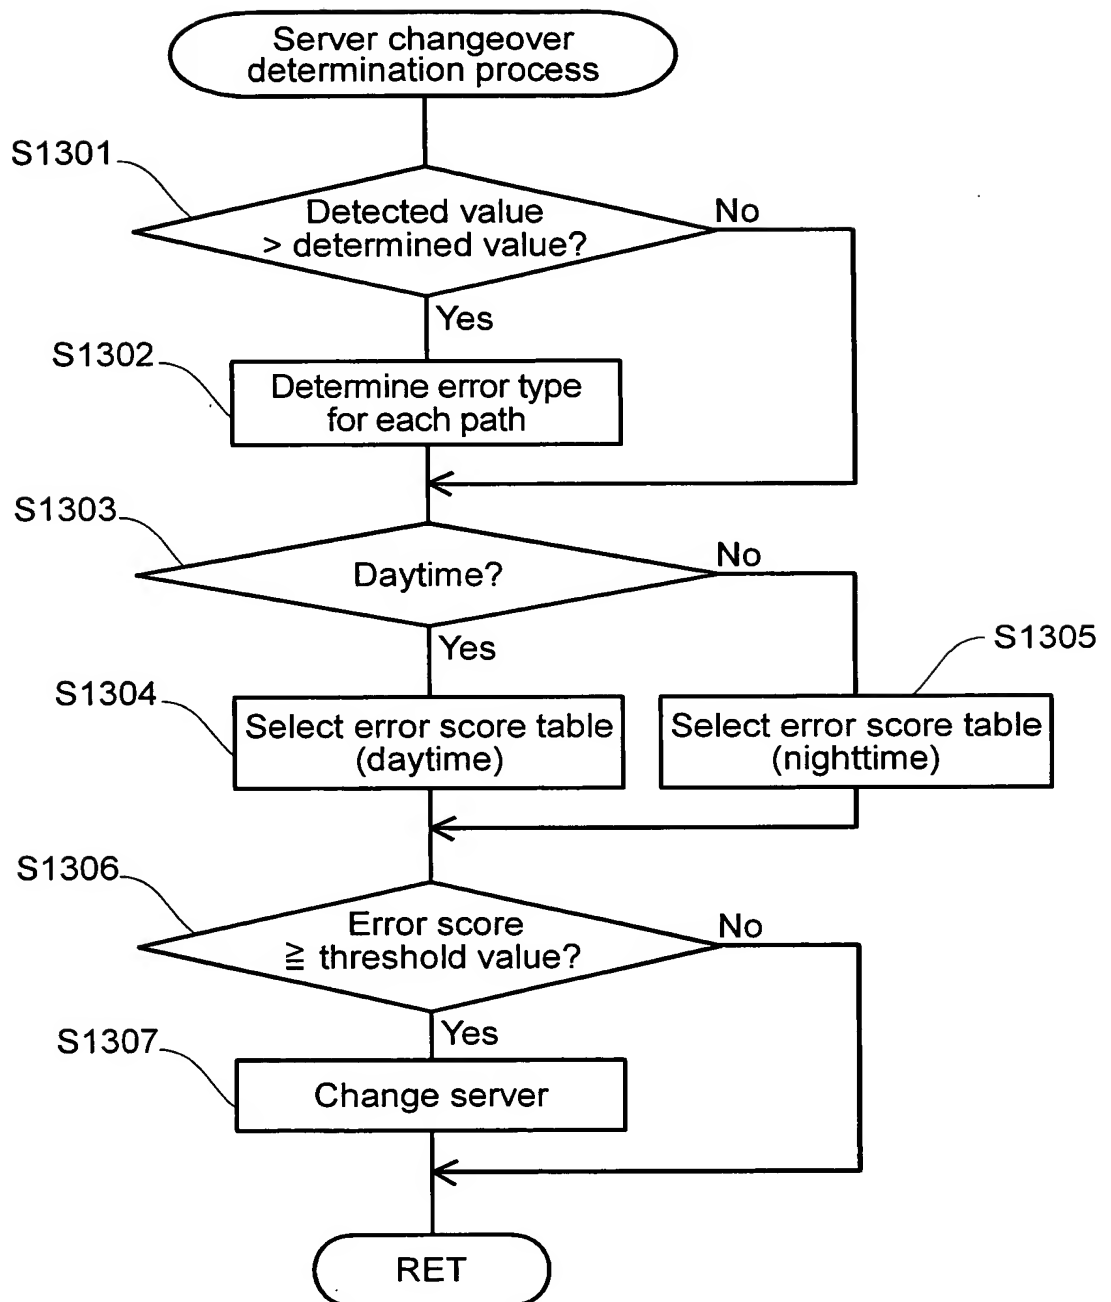 Server changeover
determination process
S1301
Detected value
> determined value?
No
Yes
S1302
Determine error type
for each path
S1303
Daytime?
No
Yes
S1305
S1304
Select error score table
(daytime)
Select error score table
(nighttime)
S1306
Error score
≧ threshold value?
No
Yes
S1307
Change server
RET